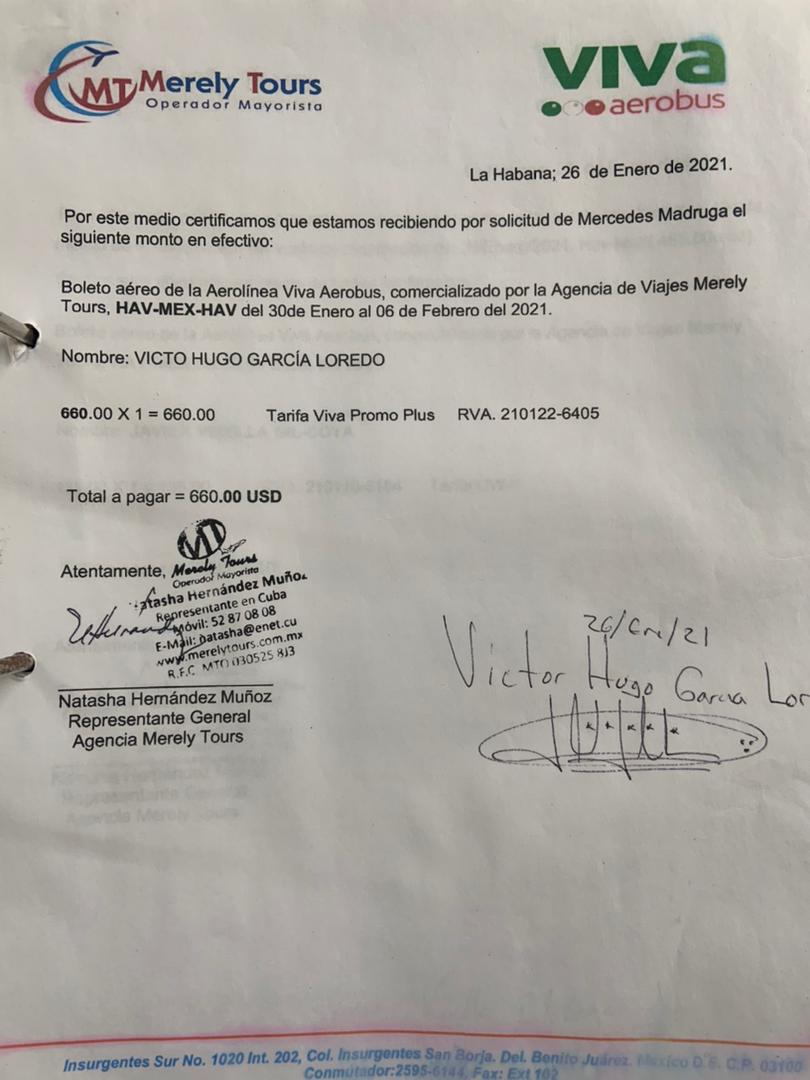 MT Merely Tours
Operador Mayorista
VIVA
aerobus
La Habana; 26 de Enero de 2021.
Por este medio certificamos que estamos recibiendo por solicitud de Mercedes Madruga el
siguiente monto en efectivo:
Boleto aéreo de la Aerolínea Viva Aerobus, comercializado por la Agencia de Viajes Merely
Tours, HAV-MEX-HAV del 30de Enero al 06 de Febrero del 2021.
Nombre: VICTO HUGO GARCÍA LOREDO
660.00 X 1 = 660.00 Tarifa Viva Promo Plus RVA. 210122-6405
Total a pagar = 660.00 USD
Atentamente,
MT
Merely Tours
Operador Mayorista
Natasha Hernández Muñoz
Representante en Cuba
Móvil: 52 87 08 08
E-Mail: natasha@enet.cu
www.merelytours.com.mx
R.F.C MTO 030525 8J3
Natasha Hernández Muñoz
Representante General
Agencia Merely Tours
26/En/21
Victor Hugo Garcia Lor
Insurgentes Sur No. 1020 Int. 202, Col. Insurgentes San Borja. Del. Benito Juárez. Mexico D.F. C.P. 03100
Conmutador:2595-6144, Fax: Ext 102